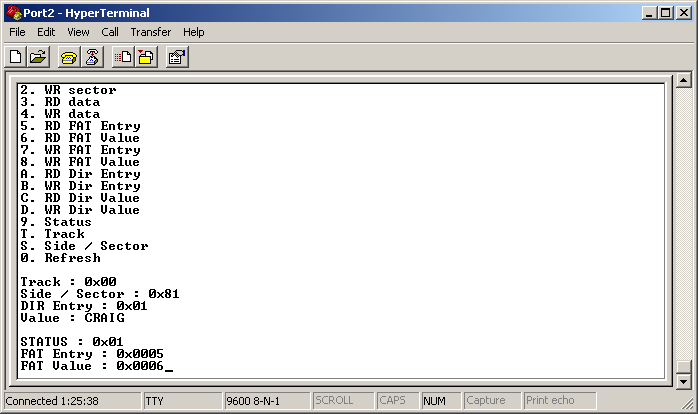 Port2 - HyperTerminal
File Edit View Call Transfer Help
2. WR sector
3. RD data
4. WR data
5. RD FAT Entry
6. RD FAT Value
7. WR FAT Entry
8. WR FAT Value
A. RD Dir Entry
B. WR Dir Entry
C. RD Dir Value
D. WR Dir Value
9. Status
T. Track
S. Side / Sector
0. Refresh
Track : 0x00
Side / Sector : 0x81
DIR Entry : 0x01
Value : CRAIG
STATUS : 0x01
FAT Entry : 0x0005
FAT Value : 0x0006_
Connected 1:25:38 TTY 9600 8-N-1 SCROLL CAPS NUM Capture Print echo